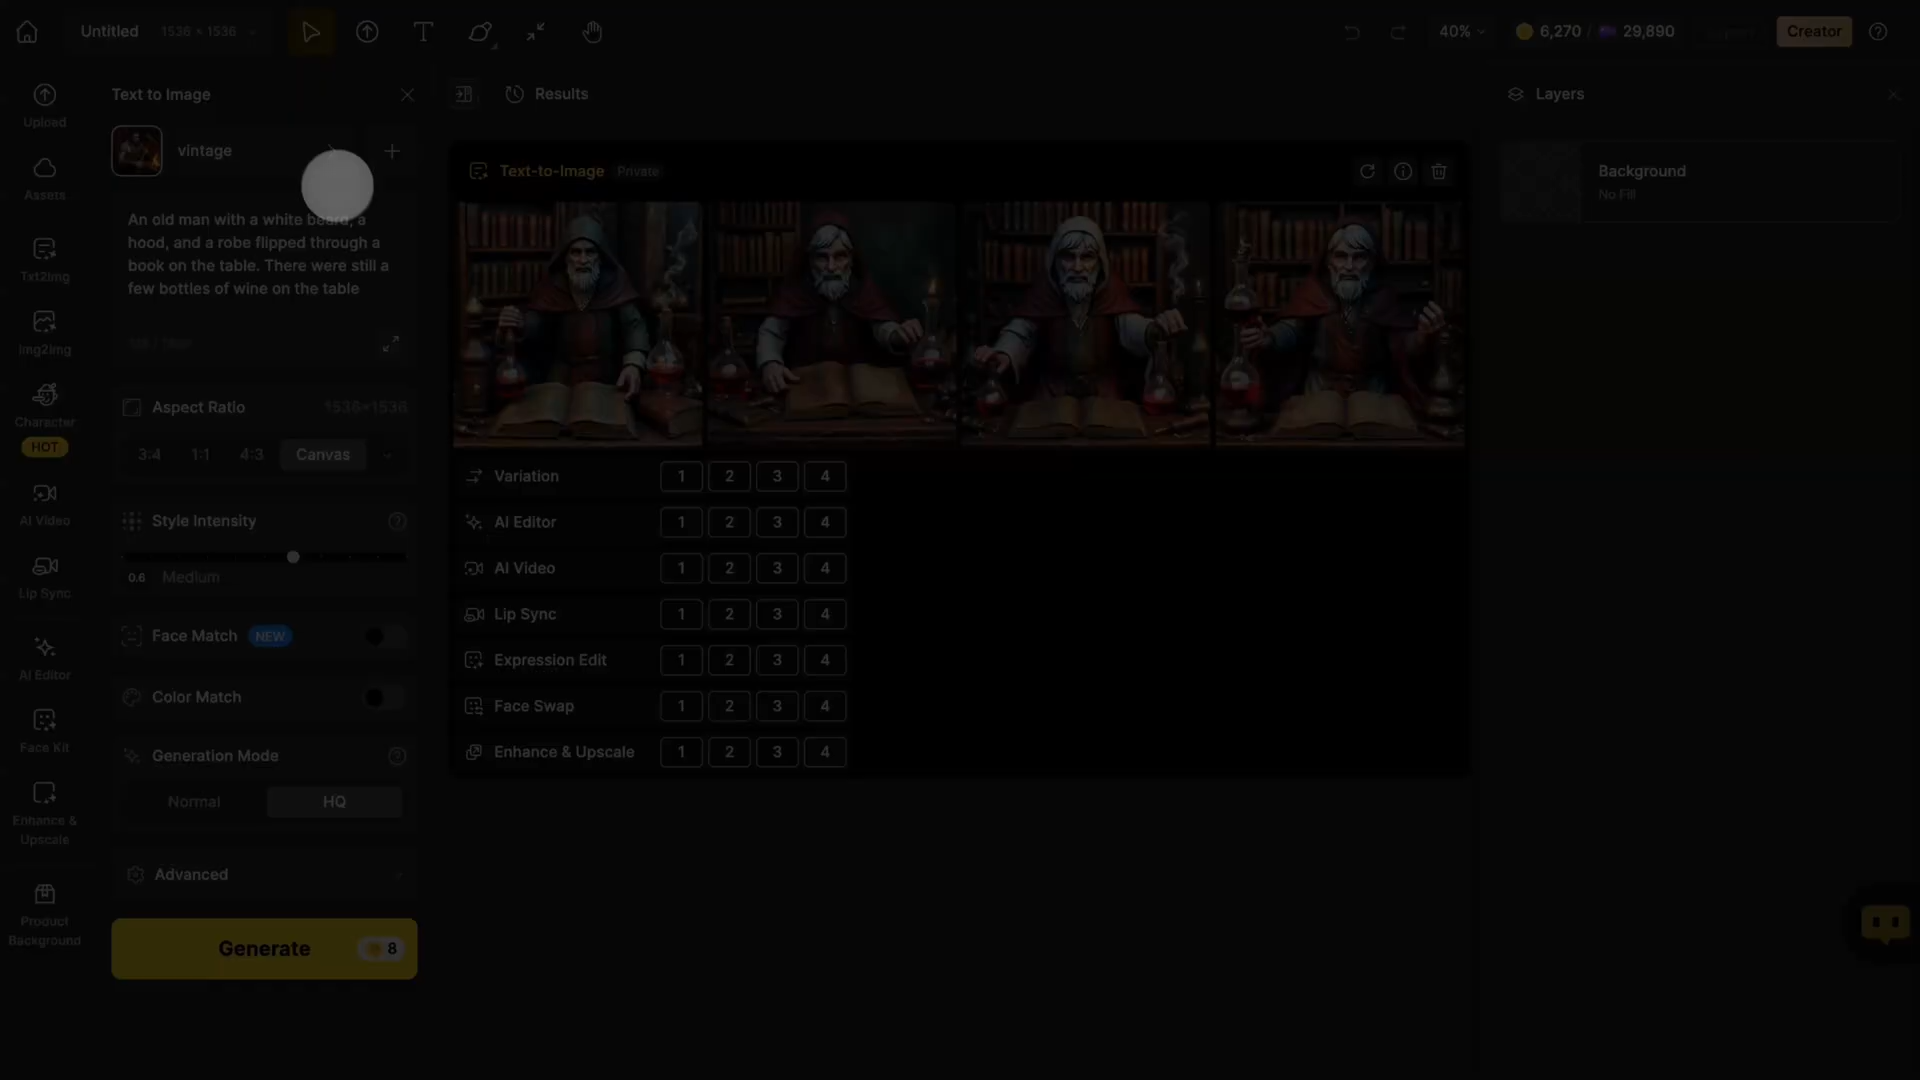 Untitled
1536 × 1536
40%
6,270 / 29,890
Creator
Text to Image
Results
Layers
Upload
vintage
Text-to-Image
Private
Background
No Fill
Assets
An old man with a white beard, a
hood, and a robe flipped through a
book on the table. There were still a
few bottles of wine on the table
Txt2Img
Img2Img
Aspect Ratio
1536×1536
Character
HOT
3:4
1:1
4:3
Canvas
Variation
1
2
3
4
AI Video
Style Intensity
AI Editor
1
2
3
4
0.6
Medium
AI Video
1
2
3
4
Lip Sync
Lip Sync
1
2
3
4
Face Match
NEW
Expression Edit
1
2
3
4
AI Editor
Color Match
Face Swap
1
2
3
4
Face Kit
Generation Mode
Enhance & Upscale
1
2
3
4
Normal
HQ
Enhance &
Upscale
Advanced
Product
Background
Generate
8